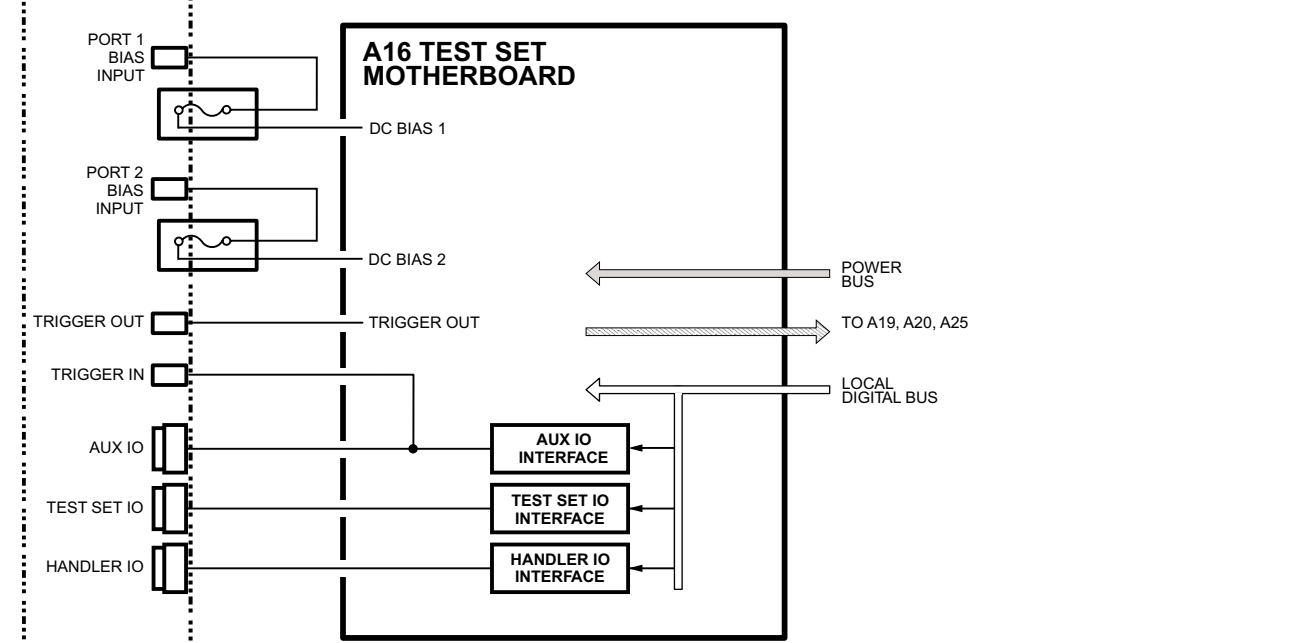 PORT 1
BIAS
INPUT
A16 TEST SET
MOTHERBOARD
DC BIAS 1
PORT 2
BIAS
INPUT
DC BIAS 2
POWER
BUS
TRIGGER OUT
TRIGGER OUT
TO A19, A20, A25
TRIGGER IN
LOCAL
DIGITAL BUS
AUX IO
AUX IO
INTERFACE
TEST SET IO
TEST SET IO
INTERFACE
HANDLER IO
HANDLER IO
INTERFACE